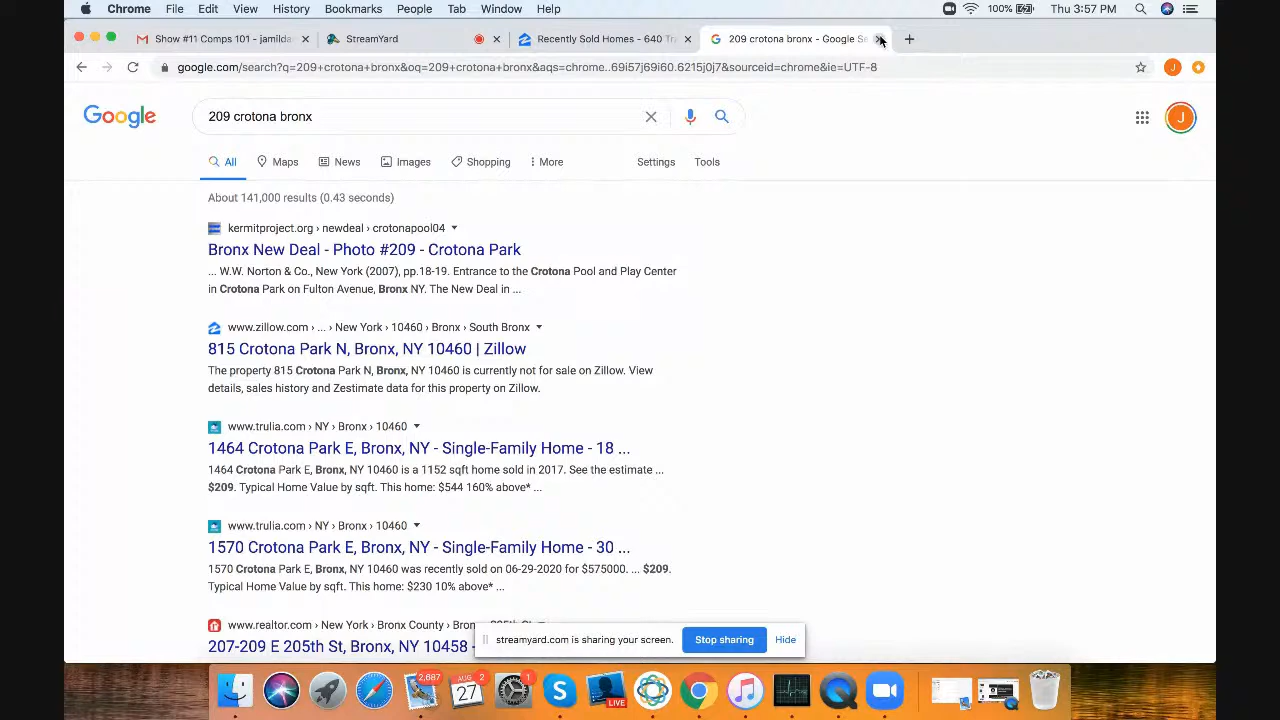 Chrome File Edit View History Bookmarks People Tab Window Help 100% Thu 3:57 PM
Show #11 Comps 101 - jamilda StreamYard Recently Sold Homes - 640 Tra 209 crotona bronx - Google Se
google.com/search?q=209+crotona+bronx&oq=209+crotona+bronx&aqs=chrome..69i57j69i60.6215j0j7&sourceid=chrome&ie=UTF-8 J
Google 209 crotona bronx J
All Maps News Images Shopping More Settings Tools
About 141,000 results (0.43 seconds)
kermitproject.org › newdeal › crotonapool04
Bronx New Deal - Photo #209 - Crotona Park
... W.W. Norton & Co., New York (2007), pp.18-19. Entrance to the Crotona Pool and Play Center
in Crotona Park on Fulton Avenue, Bronx NY. The New Deal in ...
www.zillow.com › ... › New York › 10460 › Bronx › South Bronx
815 Crotona Park N, Bronx, NY 10460 | Zillow
The property 815 Crotona Park N, Bronx, NY 10460 is currently not for sale on Zillow. View
details, sales history and Zestimate data for this property on Zillow.
www.trulia.com › NY › Bronx › 10460
1464 Crotona Park E, Bronx, NY - Single-Family Home - 18 ...
1464 Crotona Park E, Bronx, NY 10460 is a 1152 sqft home sold in 2017. See the estimate ...
$209. Typical Home Value by sqft. This home: $544 160% above* ...
www.trulia.com › NY › Bronx › 10460
1570 Crotona Park E, Bronx, NY - Single-Family Home - 30 ...
1570 Crotona Park E, Bronx, NY 10460 was recently sold on 06-29-2020 for $575000. ... $209.
Typical Home Value by sqft. This home: $230 10% above* ...
www.realtor.com › New York › Bronx County › Bronx
207-209 E 205th St, Bronx, NY 10458 -
streamyard.com is sharing your screen. Stop sharing Hide
2,687 AUG 27 2 1 LIVE